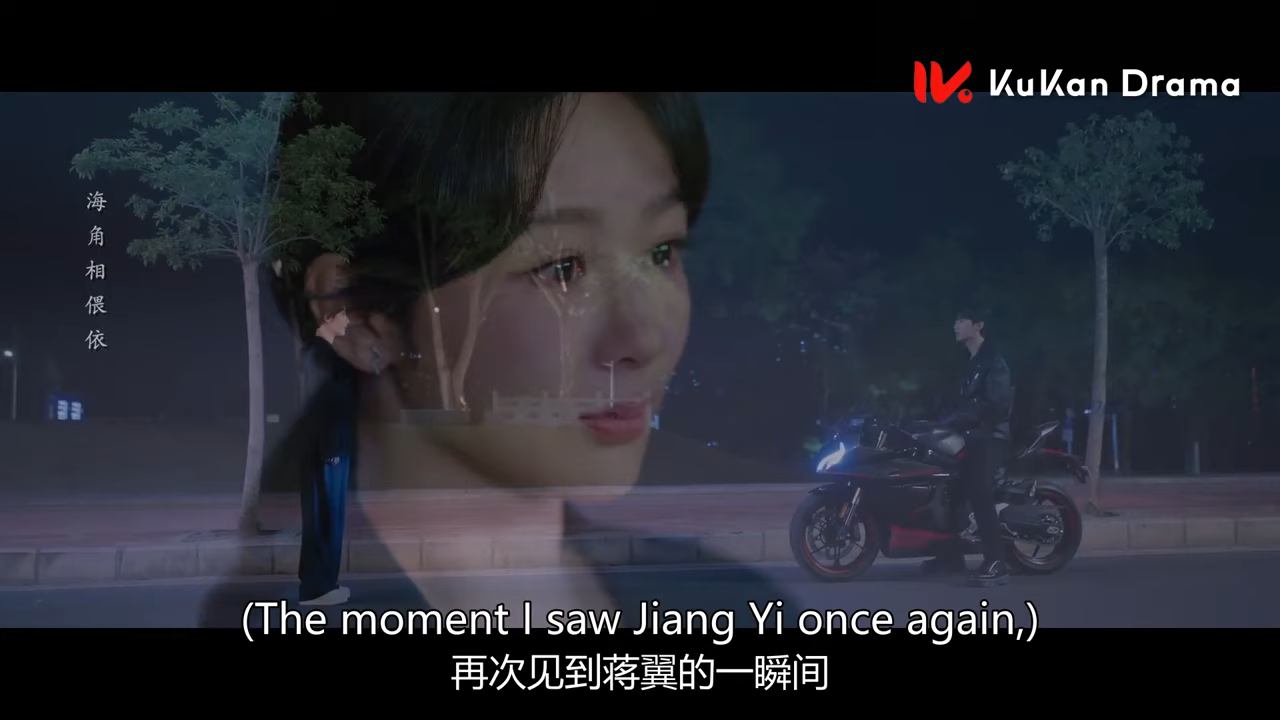 KuKan Drama
海角相偎依
(The moment I saw Jiang Yi once again,)
再次见到蒋翼的一瞬间